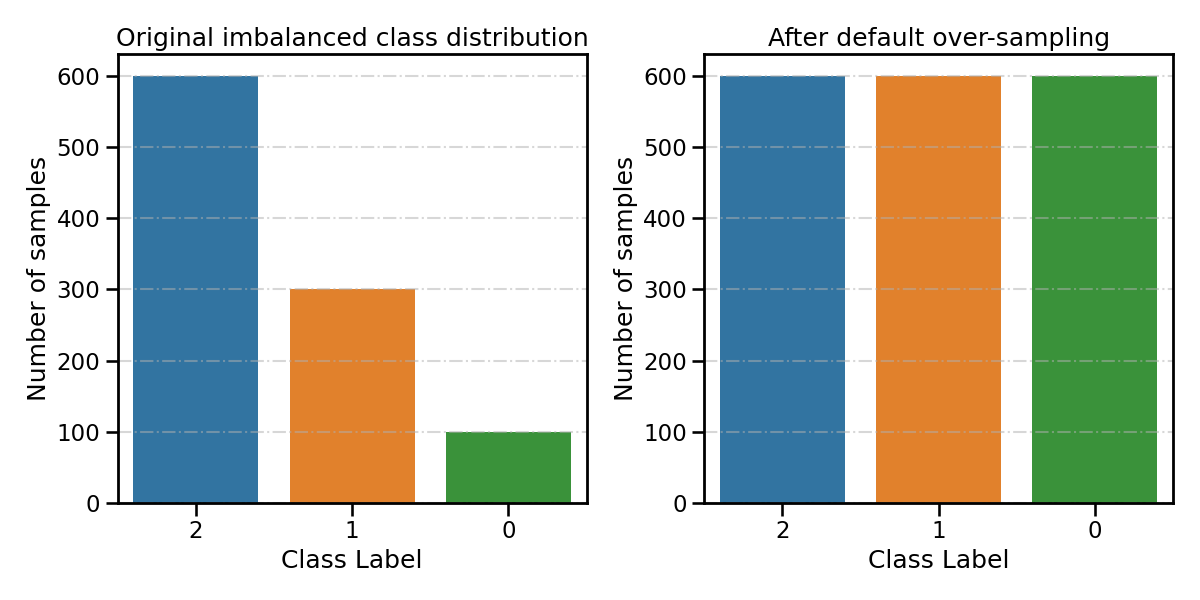 Original imbalanced class distribution
Number of samples
600
500
400
300
200
100
0
2 1 0
Class Label
After default over-sampling
Number of samples
600
500
400
300
200
100
0
2 1 0
Class Label